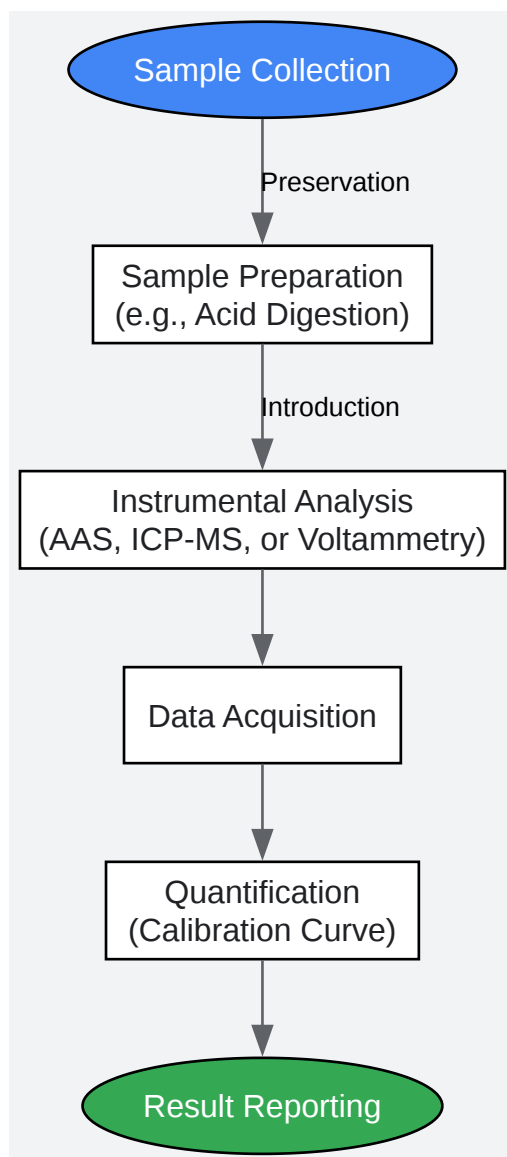 Sample Collection
Preservation
Sample Preparation
(e.g., Acid Digestion)
Introduction
Instrumental Analysis
(AAS, ICP-MS, or Voltammetry)
Data Acquisition
Quantification
(Calibration Curve)
Result Reporting